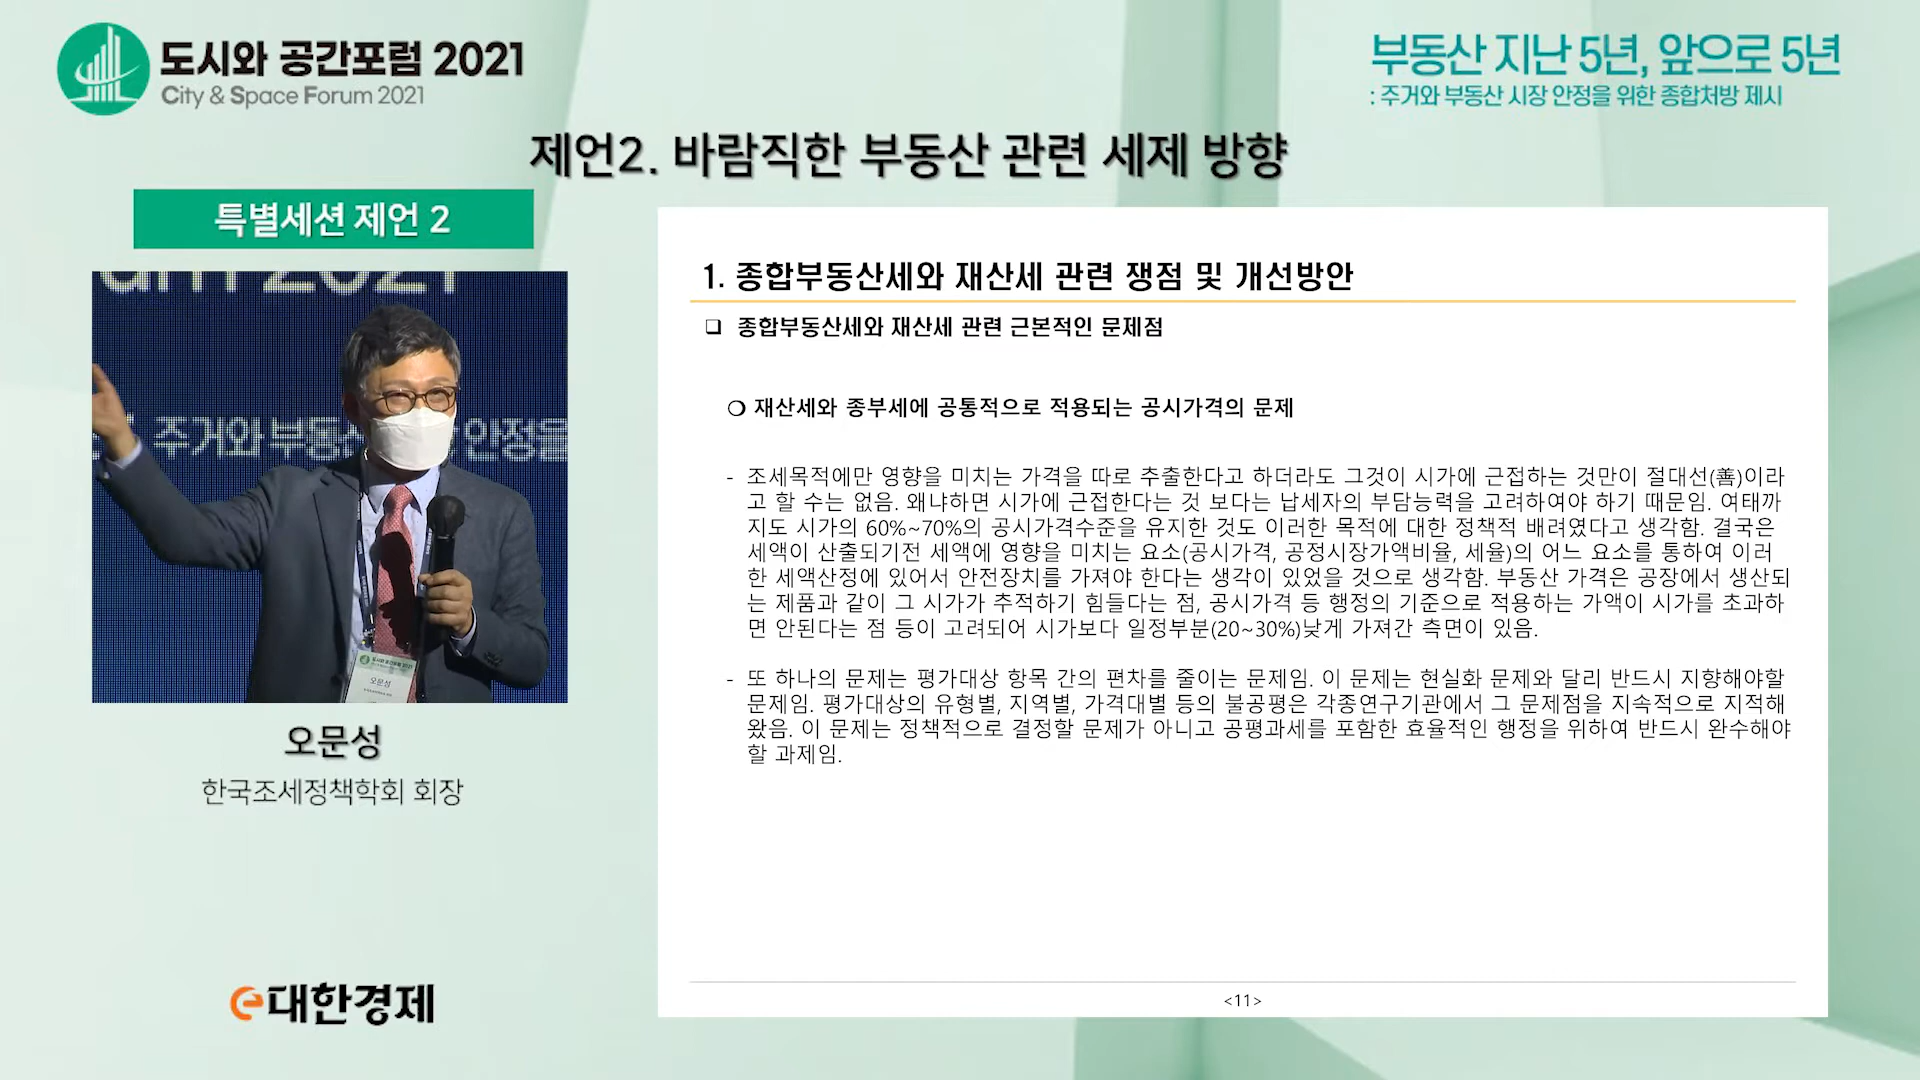 도시와 공간포럼 2021
City & Space Forum 2021
부동산 지난 5년, 앞으로 5년
: 주거와 부동산 시장 안정을 위한 종합처방 제시
제언2. 바람직한 부동산 관련 세제 방향
특별세션 제언 2
주거와 부동산 안정을
도시와 공간포럼 2021
오문성
오문성
한국조세정책학회 회장
e대한경제
1. 종합부동산세와 재산세 관련 쟁점 및 개선방안
❏ 종합부동산세와 재산세 관련 근본적인 문제점
❍ 재산세와 종부세에 공통적으로 적용되는 공시가격의 문제
- 조세목적에만 영향을 미치는 가격을 따로 추출한다고 하더라도 그것이 시가에 근접하는 것만이 절대선(善)이라
고 할 수는 없음. 왜냐하면 시가에 근접한다는 것 보다는 납세자의 부담능력을 고려하여야 하기 때문임. 여태까
지도 시가의 60%~70%의 공시가격수준을 유지한 것도 이러한 목적에 대한 정책적 배려였다고 생각함. 결국은
세액이 산출되기전 세액에 영향을 미치는 요소(공시가격, 공정시장가액비율, 세율)의 어느 요소를 통하여 이러
한 세액산정에 있어서 안전장치를 가져야 한다는 생각이 있었을 것으로 생각함. 부동산 가격은 공장에서 생산되
는 제품과 같이 그 시가가 추적하기 힘들다는 점, 공시가격 등 행정의 기준으로 적용하는 가액이 시가를 초과하
면 안된다는 점 등이 고려되어 시가보다 일정부분(20~30%)낮게 가져간 측면이 있음.
- 또 하나의 문제는 평가대상 항목 간의 편차를 줄이는 문제임. 이 문제는 현실화 문제와 달리 반드시 지향해야할
문제임. 평가대상의 유형별, 지역별, 가격대별 등의 불공평은 각종연구기관에서 그 문제점을 지속적으로 지적해
왔음. 이 문제는 정책적으로 결정할 문제가 아니고 공평과세를 포함한 효율적인 행정을 위하여 반드시 완수해야
할 과제임.
<11>